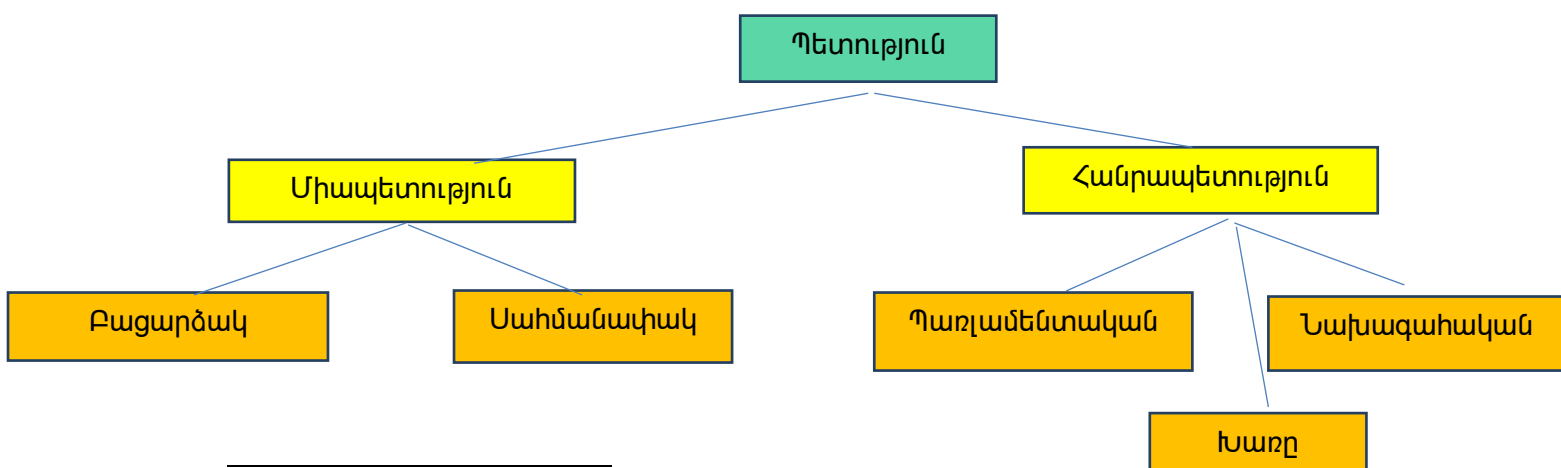 Պետություն
Միապետություն
Հանրապետություն
Բացարձակ
Սահմանափակ
Պառլամենտական
Նախագահական
Խառը